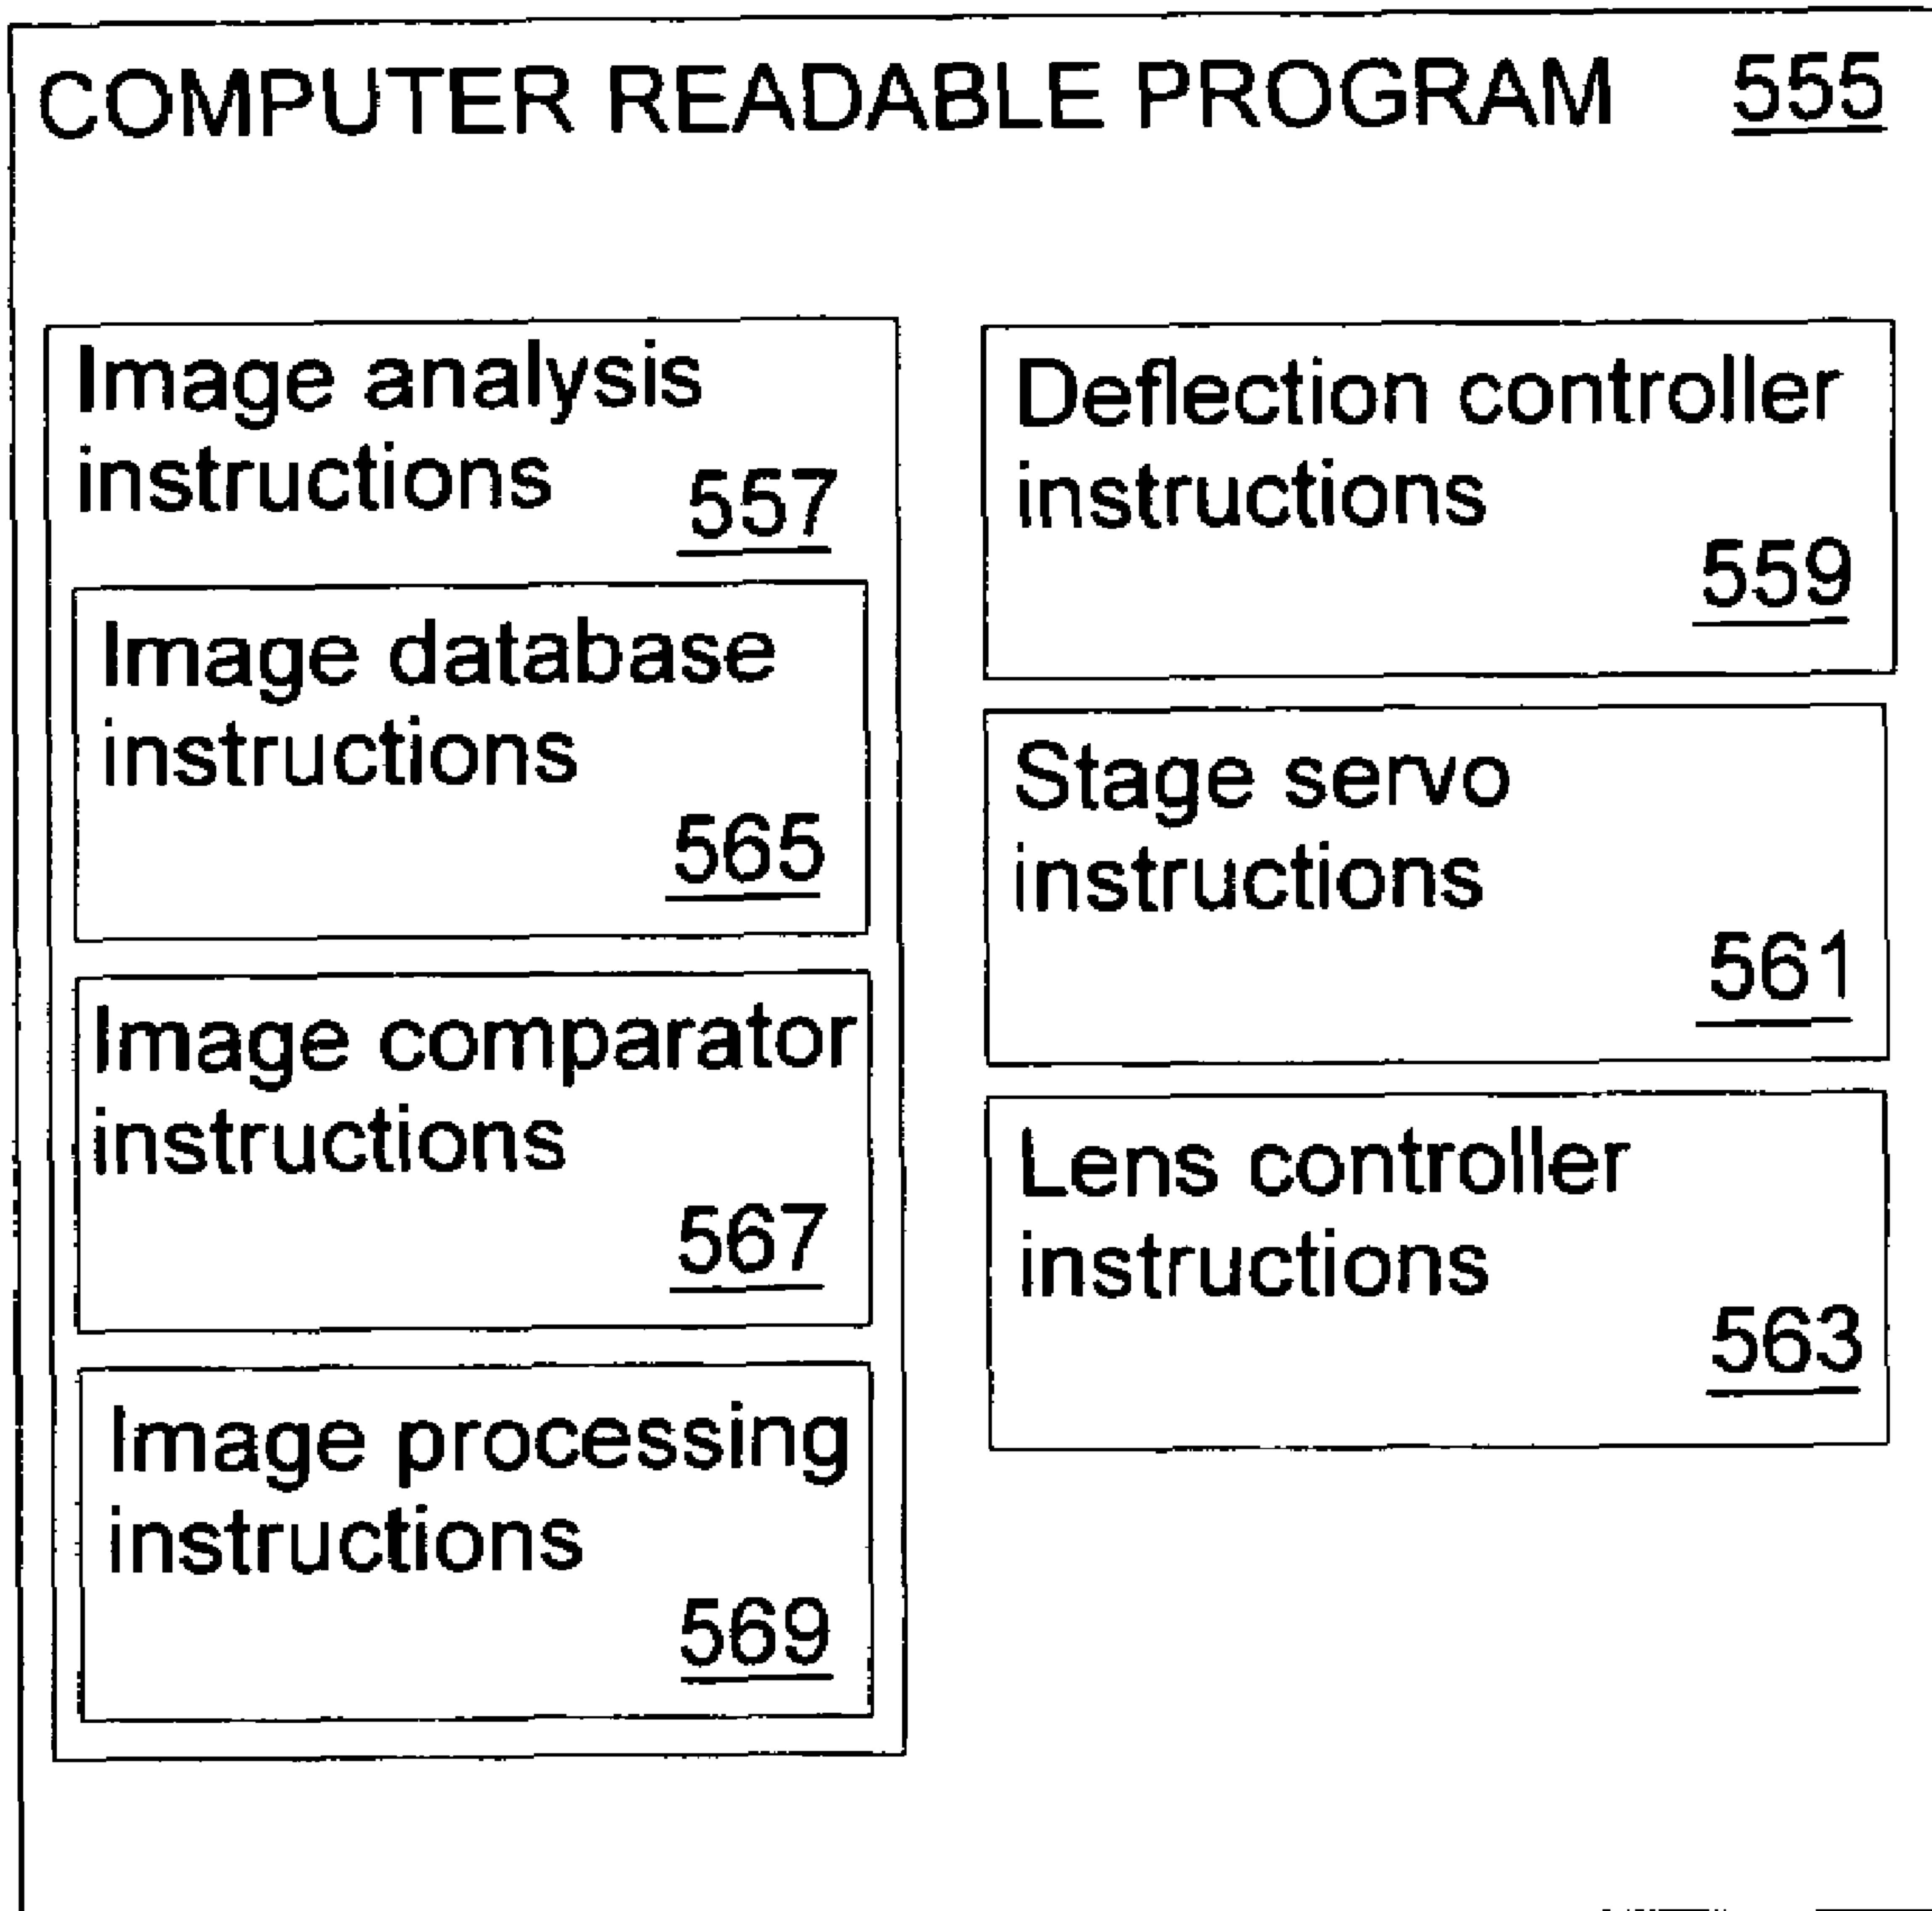 COMPUTER READABLE PROGRAM 555
Image analysis
instructions 557
Image database
instructions
565
Image comparator
instructions
567
Image processing
instructions
569
Deflection controller
instructions
559
Stage servo
instructions
561
Lens controller
instructions
563